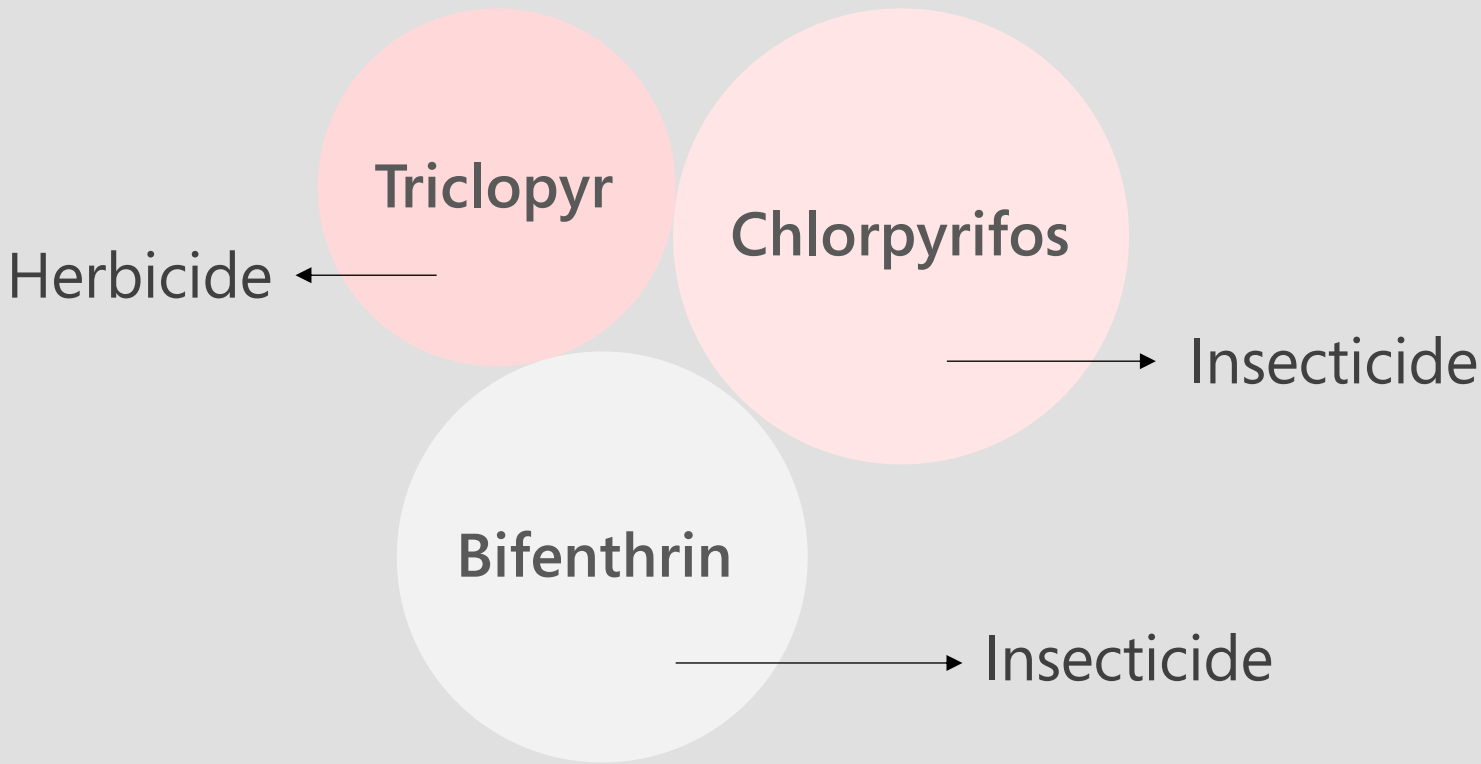 Triclopyr
Chlorpyrifos
Herbicide
Insecticide
Bifenthrin
Insecticide